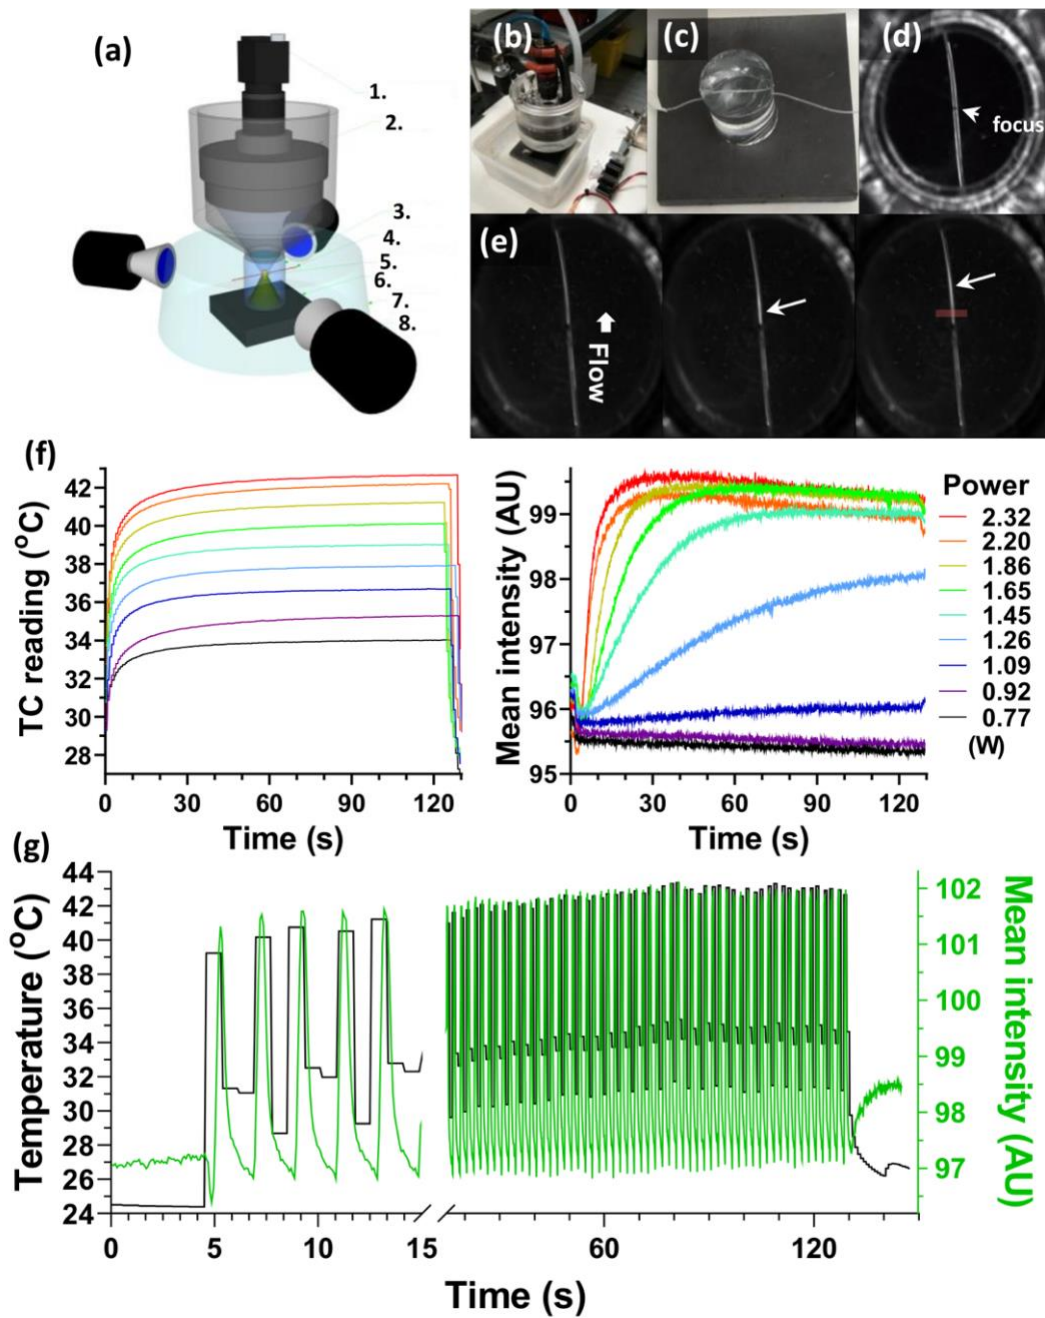 (a)
1.
2.
3.
4.
5.
6.
7.
8.
(b)
(c)
(d)
focus
(e)
Flow
(f)
TC reading (°C)
42
40
38
36
34
32
30
28
0 30 60 90 120
Time (s)
Mean intensity (AU)
99
98
97
96
95
0 30 60 90 120
Time (s)
Power
2.32
2.20
1.86
1.65
1.45
1.26
1.09
0.92
0.77
(W)
(g)
Temperature (°C)
44
42
40
38
36
34
32
30
28
26
24
0 5 10 15 60 120
Time (s)
102
101
100
99
98
97
Mean intensity (AU)